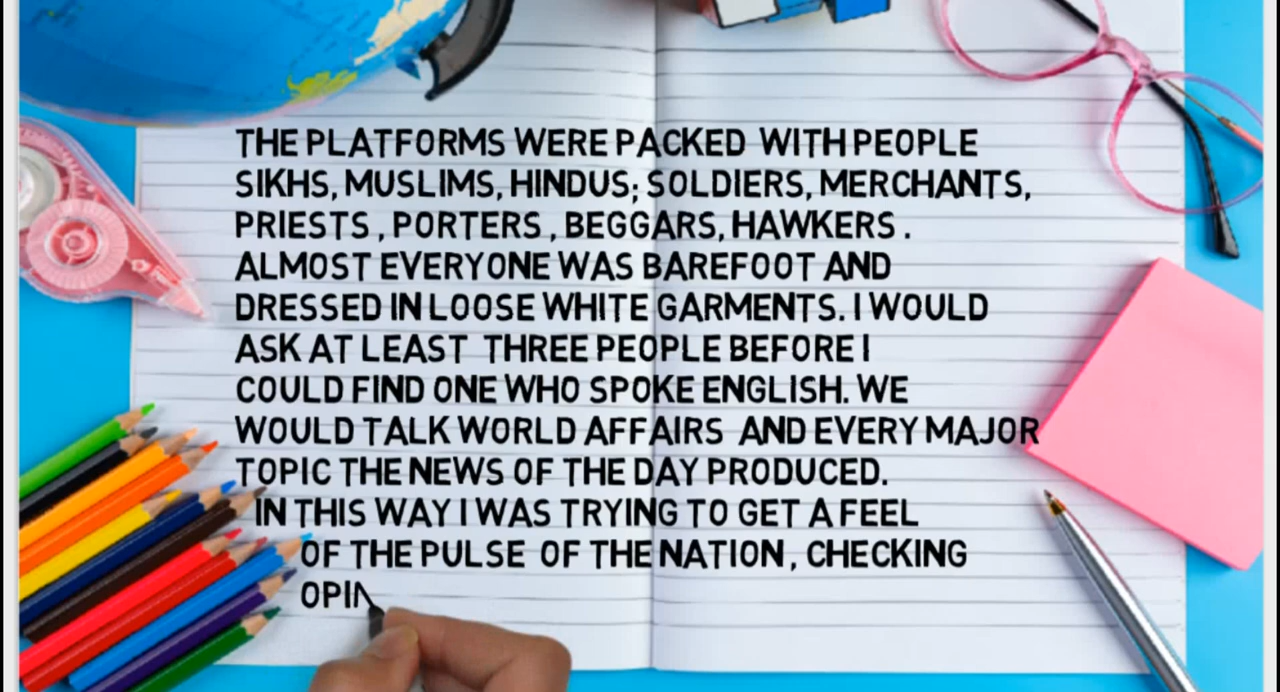 THE PLATFORMS WERE PACKED WITH PEOPLE
SIKHS, MUSLIMS, HINDUS; SOLDIERS, MERCHANTS,
PRIESTS , PORTERS , BEGGARS, HAWKERS .
ALMOST EVERYONE WAS BAREFOOT AND
DRESSED IN LOOSE WHITE GARMENTS. I WOULD
ASK AT LEAST THREE PEOPLE BEFORE I
COULD FIND ONE WHO SPOKE ENGLISH. WE
WOULD TALK WORLD AFFAIRS AND EVERY MAJOR
TOPIC THE NEWS OF THE DAY PRODUCED.
IN THIS WAY I WAS TRYING TO GET A FEEL
OF THE PULSE OF THE NATION , CHECKING
OPIN